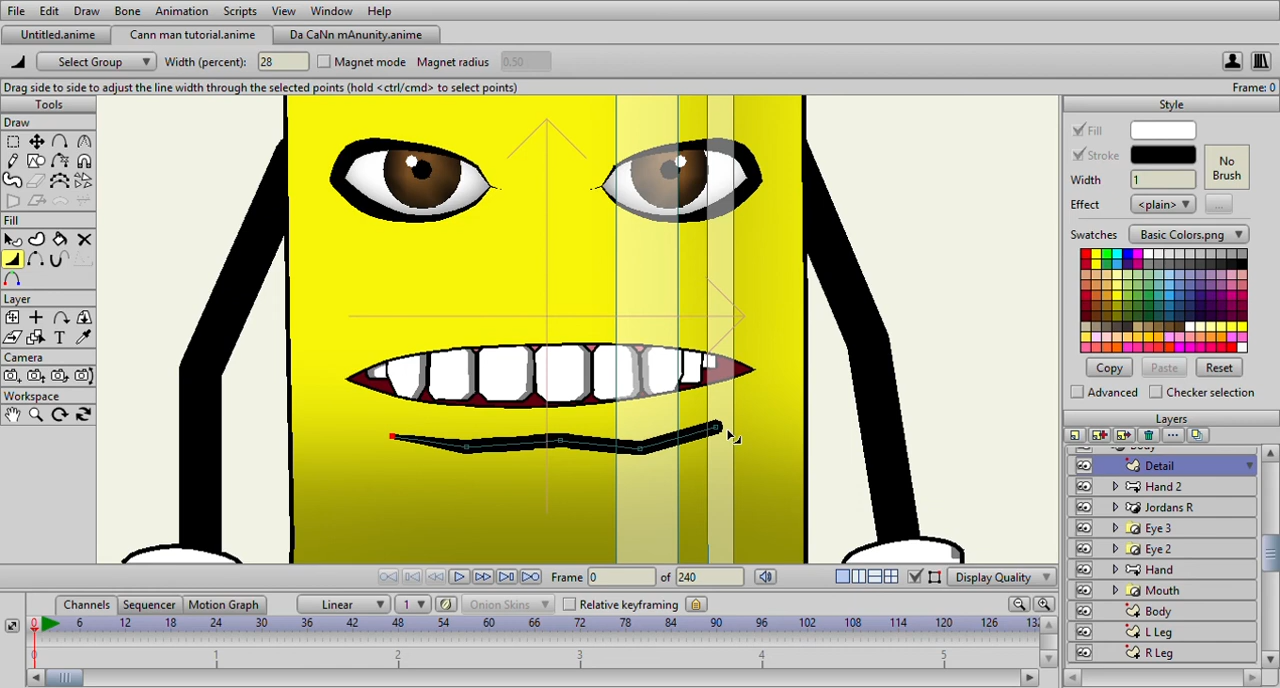 File Edit Draw Bone Animation Scripts View Window Help
Untitled.anime Cann man tutorial.anime Da CaNn mAnunity.anime
Select Group Width (percent): 28 Magnet mode Magnet radius 0.50
Drag side to side to adjust the line width through the selected points (hold <ctrl/cmd> to select points) Frame: 0
Tools
Draw
Fill
Layer
Camera
Workspace
Style
Fill
Stroke
No Brush
Width 1
Effect <plain> ...
Swatches Basic Colors.png
Copy Paste Reset
Advanced Checker selection
Layers
Body
Detail
Hand 2
Jordans R
Eye 3
Eye 2
Hand
Mouth
Body
L Leg
R Leg
Frame 0 of 240 Display Quality
Channels Sequencer Motion Graph Linear 1 Onion Skins Relative keyframing
0 6 12 18 24 30 36 42 48 54 60 66 72 78 84 90 96 102 108 114 120 126 132
0 1 2 3 4 5